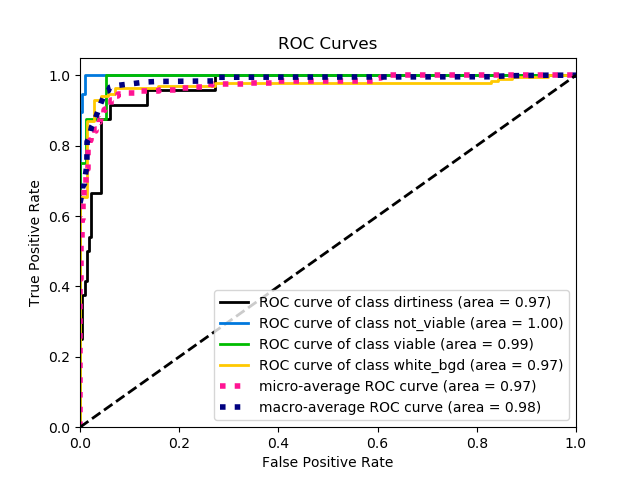 ROC Curves
True Positive Rate
1.0
0.8
0.6
0.4
0.2
0.0
ROC curve of class dirtiness (area = 0.97)
ROC curve of class not_viable (area = 1.00)
ROC curve of class viable (area = 0.99)
ROC curve of class white_bgd (area = 0.97)
micro-average ROC curve (area = 0.97)
macro-average ROC curve (area = 0.98)
0.0 0.2 0.4 0.6 0.8 1.0
False Positive Rate